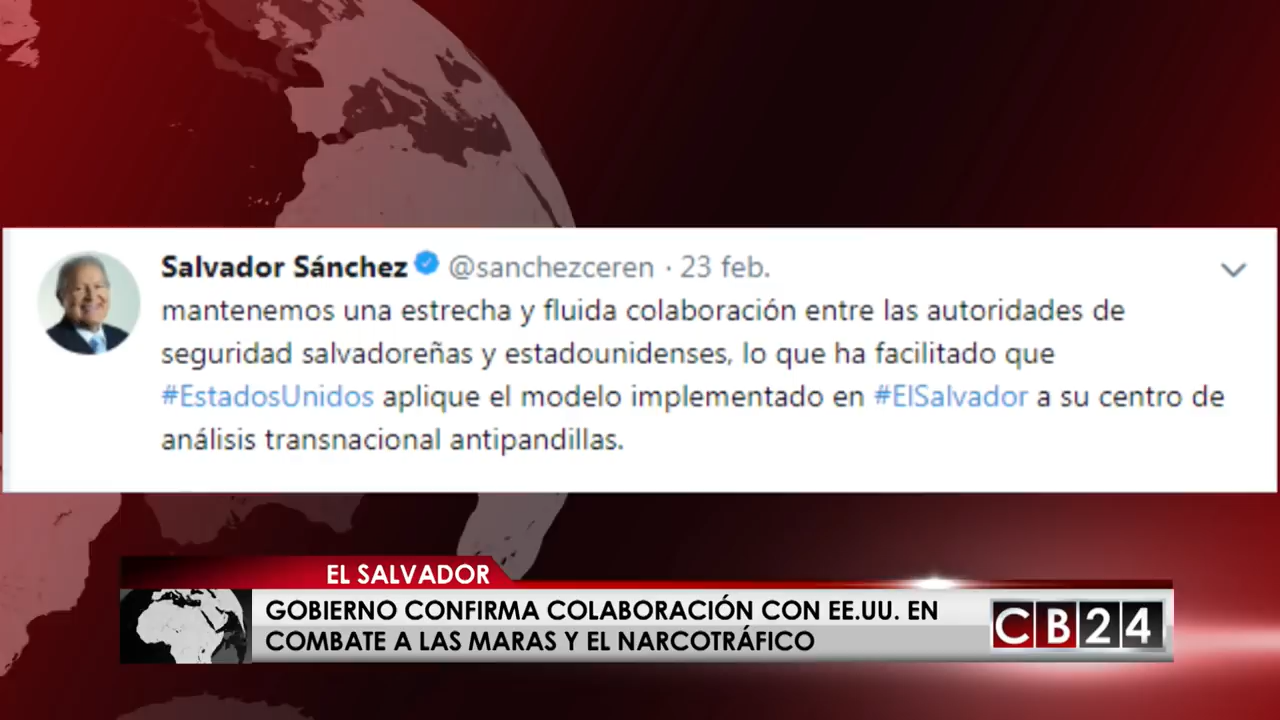 Salvador Sánchez @sanchezceren · 23 feb.
mantenemos una estrecha y fluida colaboración entre las autoridades de
seguridad salvadoreñas y estadounidenses, lo que ha facilitado que
#EstadosUnidos aplique el modelo implementado en #ElSalvador a su centro de
análisis transnacional antipandillas.
EL SALVADOR
GOBIERNO CONFIRMA COLABORACIÓN CON EE.UU. EN
COMBATE A LAS MARAS Y EL NARCOTRÁFICO
CB24